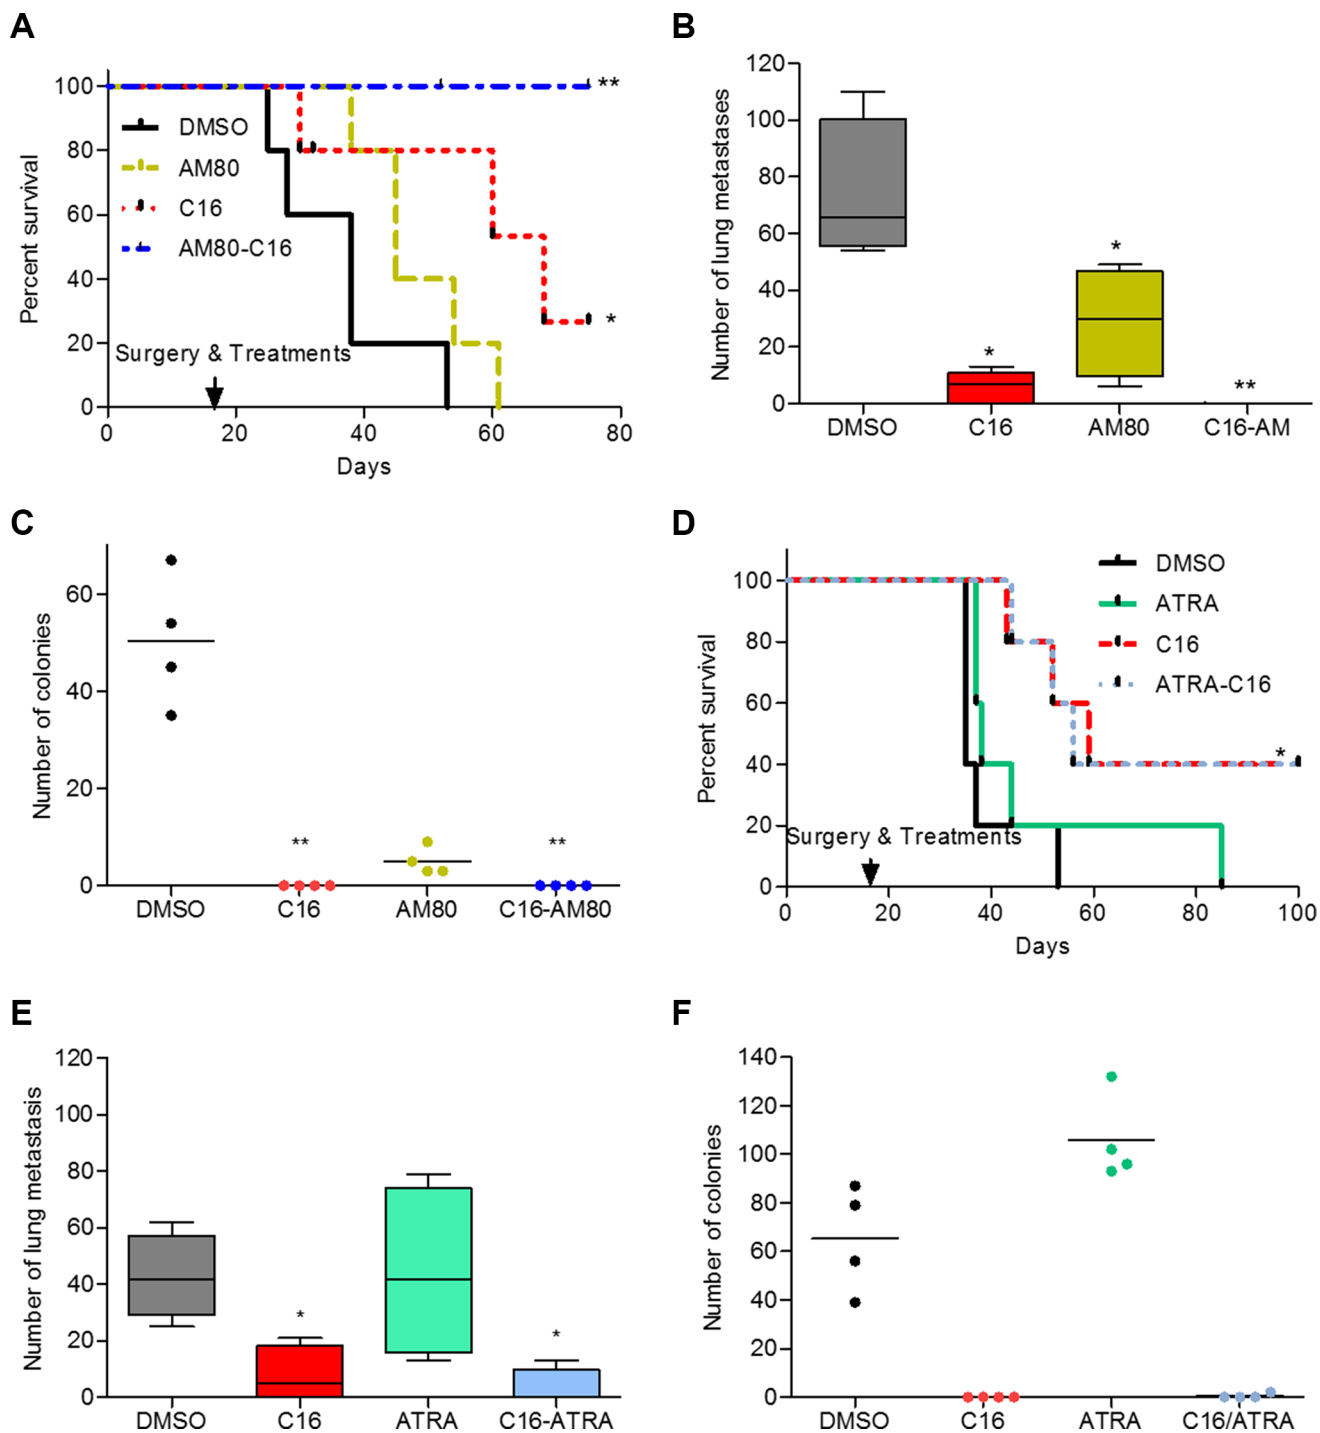 A
Percent survival
100
80
60
40
20
0
DMSO
AM80
C16
AM80-C16
**
*
Surgery & Treatments
0 20 40 60 80
Days
B
Number of lung metastases
120
100
80
60
40
20
0
*
*
**
DMSO C16 AM80 C16-AM
C
Number of colonies
60
40
20
0
** **
DMSO C16 AM80 C16-AM80
D
Percent survival
100
80
60
40
20
0
DMSO
ATRA
C16
ATRA-C16
*
Surgery & Treatments
0 20 40 60 80 100
Days
E
Number of lung metastasis
120
100
80
60
40
20
0
*
*
DMSO C16 ATRA C16-ATRA
F
Number of colonies
140
120
100
80
60
40
20
0
DMSO C16 ATRA C16/ATRA